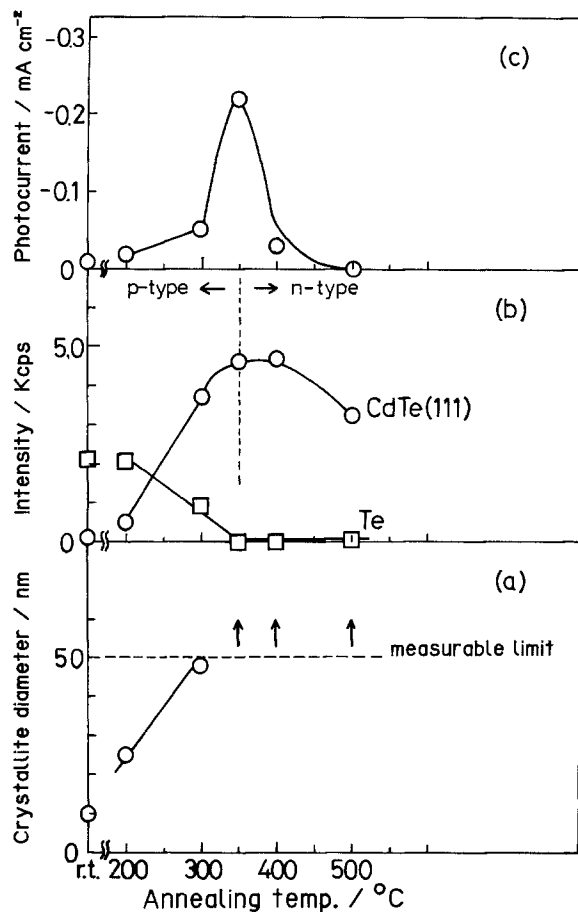 -0.3
(c)
-0.2
-0.1
0
Photocurrent / mA cm⁻²
p-type ← → n-type
(b)
5.0
CdTe(111)
Te
0
Intensity / Kcps
(a)
measurable limit
50
0
Crystallite diameter / nm
r.t. 200 300 400 500
Annealing temp. / °C